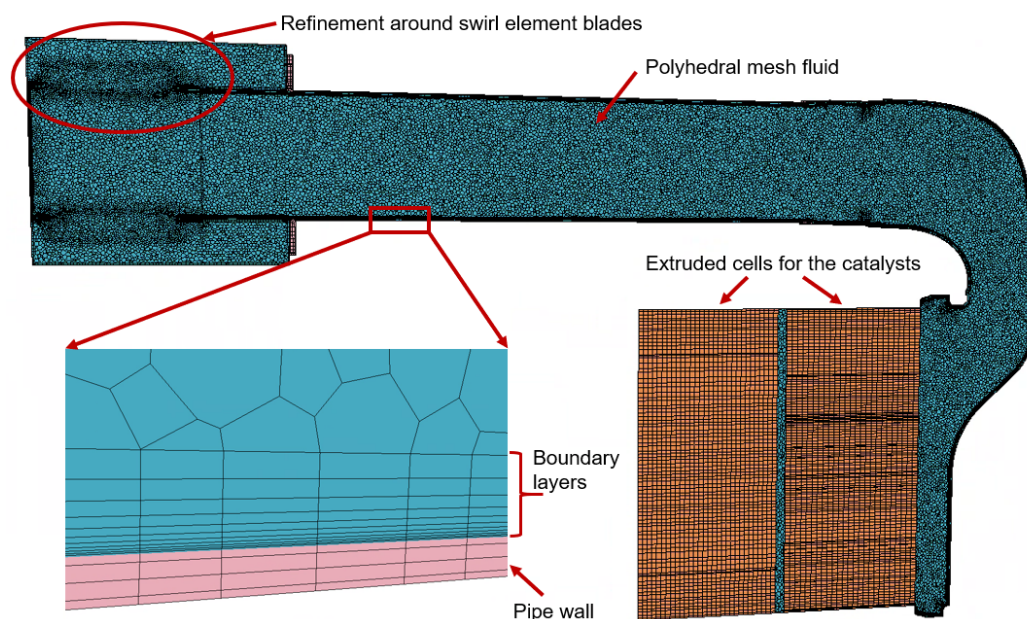 Refinement around swirl element blades
Polyhedral mesh fluid
Extruded cells for the catalysts
Boundary
layers
Pipe wall